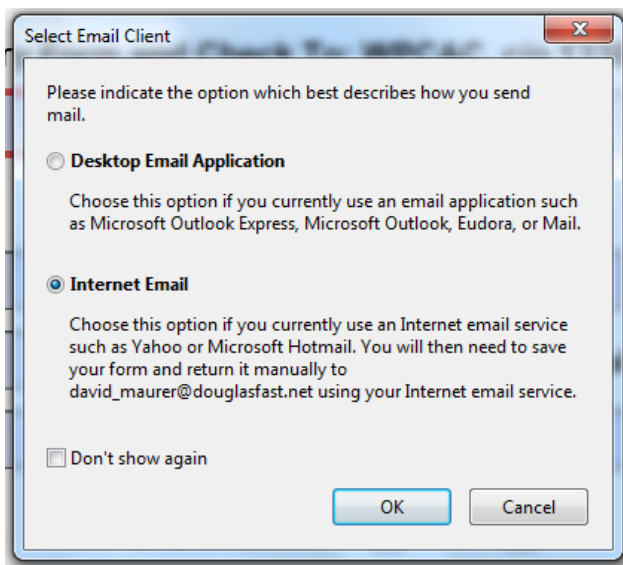 Select Email Client
Please indicate the option which best describes how you send
mail.
Desktop Email Application
Choose this option if you currently use an email application such
as Microsoft Outlook Express, Microsoft Outlook, Eudora, or Mail.
Internet Email
Choose this option if you currently use an Internet email service
such as Yahoo or Microsoft Hotmail. You will then need to save
your form and return it manually to
david_maurer@douglasfast.net using your Internet email service.
Don't show again
OK Cancel